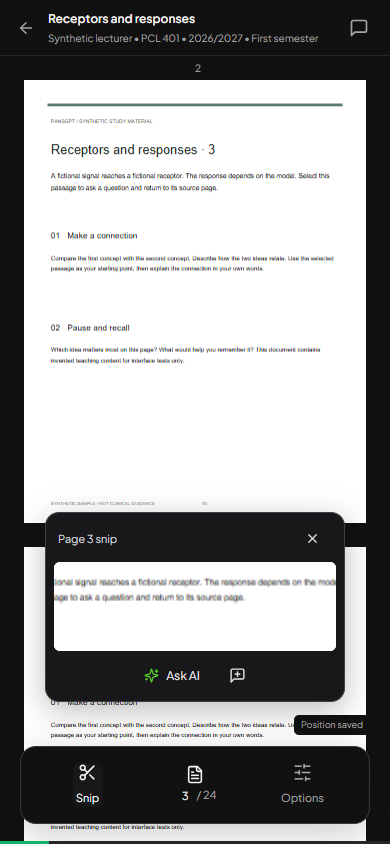 Receptors and responses
Synthetic lecturer • PCL 401 • 2026/2027 • First semester
2
PANSGPT / SYNTHETIC STUDY MATERIAL
Receptors and responses · 3
A fictional signal reaches a fictional receptor. The response depends on the model. Select this
passage to ask a question and return to its source page.
01 Make a connection
Compare the first concept with the second concept. Describe how the two ideas relate. Use the selected
passage as your starting point, then explain the connection in your own words.
02 Pause and recall
Which idea matters most on this page? What would help you remember it? This document contains
invented teaching content for interface tests only.
SYNTHETIC SAMPLE / NOT CLINICAL GUIDANCE
Page 3 snip
tional signal reaches a fictional receptor. The response depends on the mode
age to ask a question and return to its source page.
Ask AI
01 Make a connection
Compare the first concept with the second concept. Describe how the two ideas relate. Us
passage as your starting point, then explain the connection in your own words.
Position saved
Snip
3 / 24
Options
invented teaching content for interface tests only.